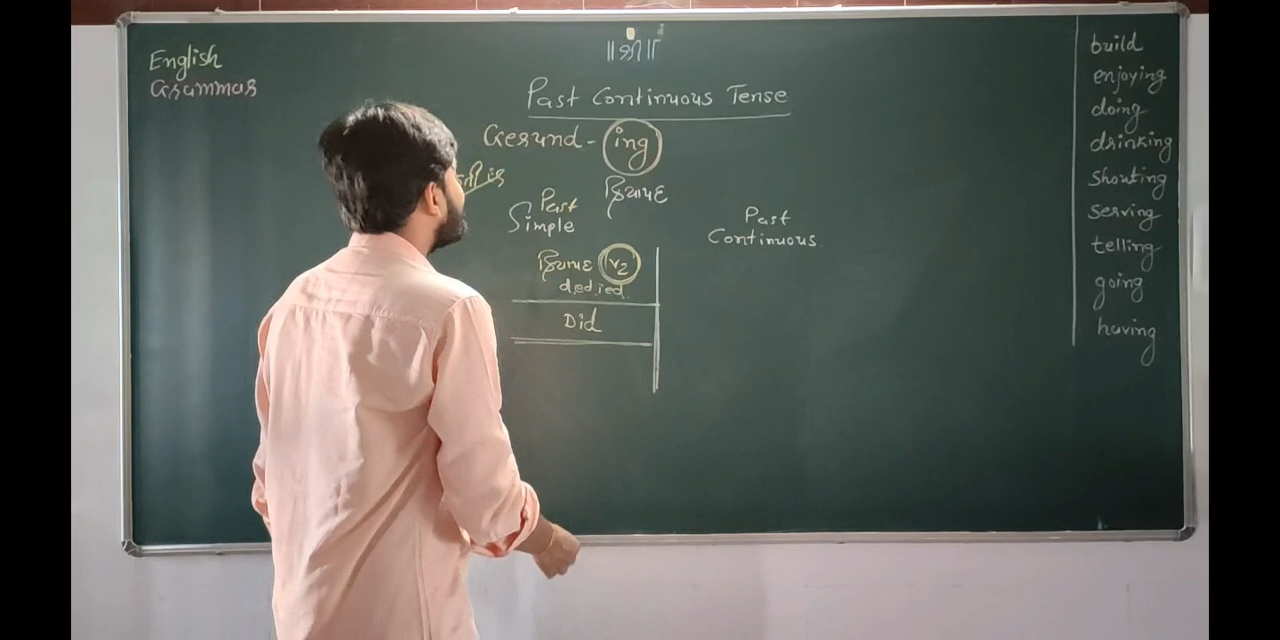 English
Grammar
॥ श्री ॥
Past Continuous Tense
Gerund - ing
ક્રિયાપદ
Past
Simple
ક્રિયાપદ V2
d, ed, ied
Did
Past
Continuous
build
enjoying
doing
drinking
Shouting
Serving
telling
going
having